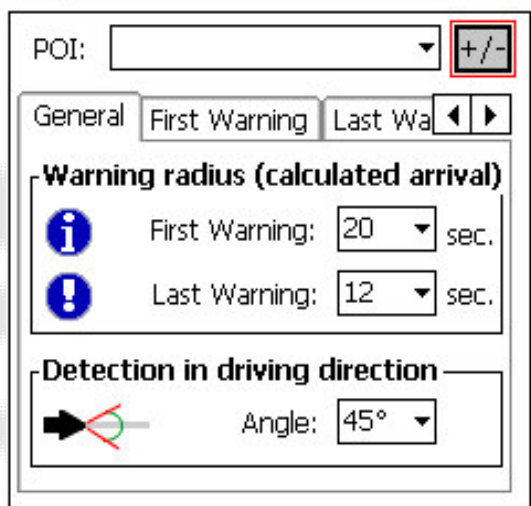 POI: +/-
General First Warning Last Wa
Warning radius (calculated arrival)
First Warning: 20 sec.
Last Warning: 12 sec.
Detection in driving direction
Angle: 45°